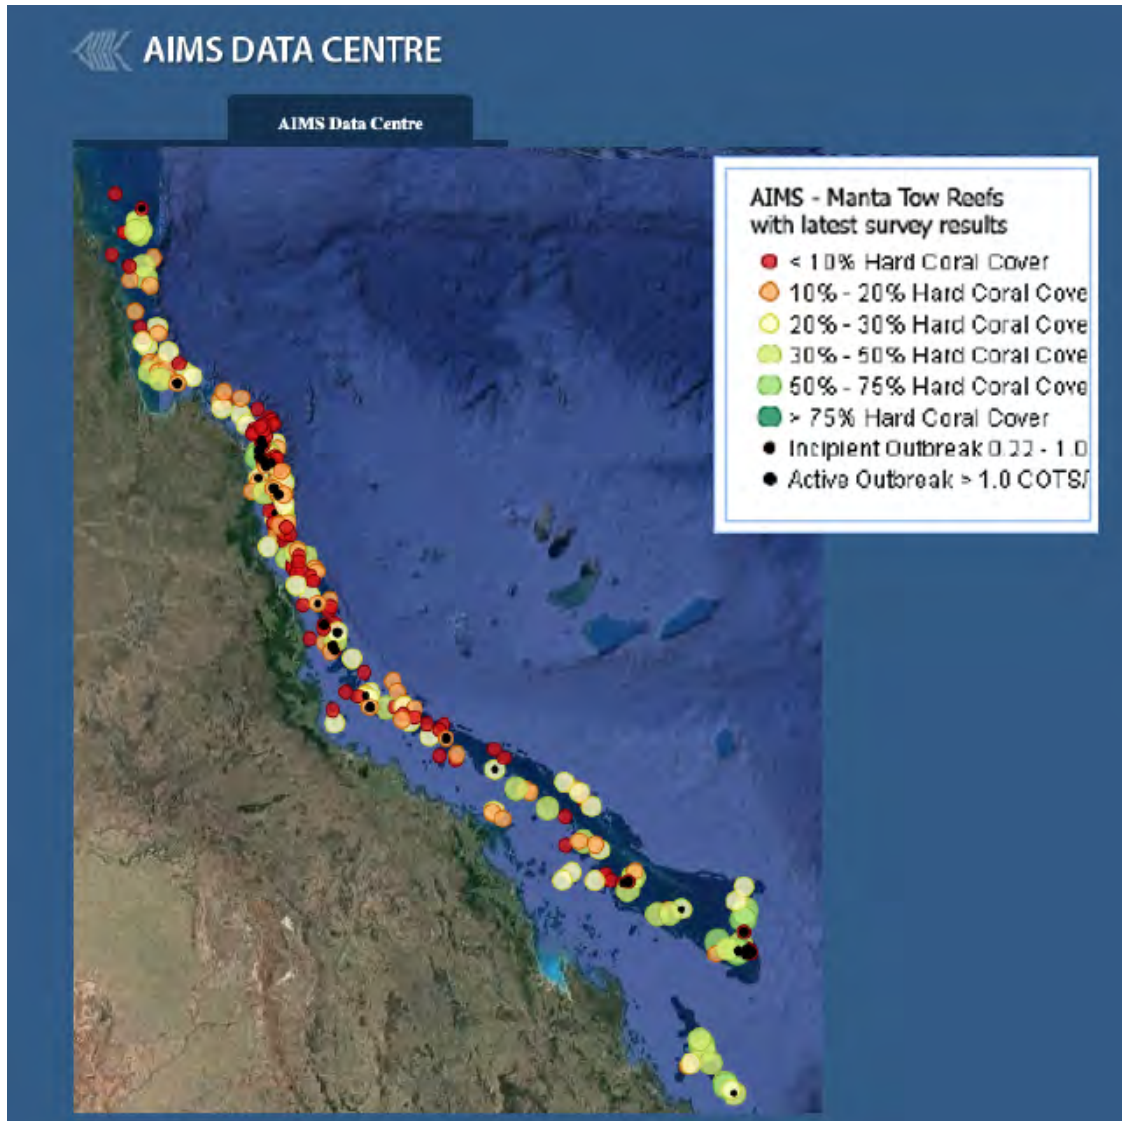 AIMS DATA CENTRE
AIMS Data Centre
AIMS - Manta Tow Reefs
with latest survey results
< 10% Hard Coral Cover
10% - 20% Hard Coral Cove
20% - 30% Hard Coral Cove
30% - 50% Hard Coral Cove
50% - 75% Hard Coral Cove
> 75% Hard Coral Cover
Incipient Outbreak 0.22 - 1.0
Active Outbreak > 1.0 COTS/